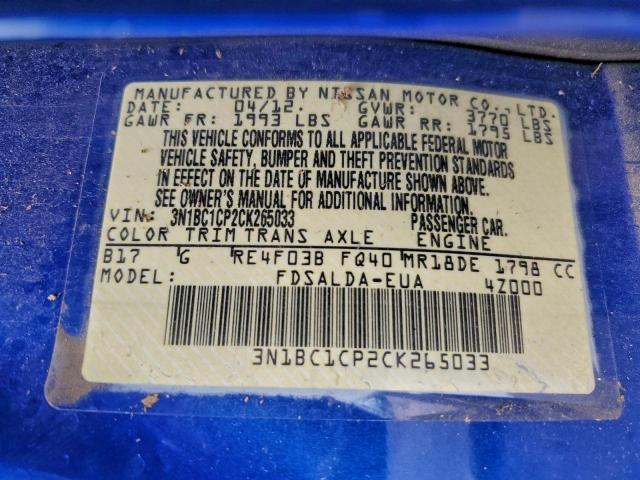 MANUFACTURED BY NISSAN MOTOR CO., LTD.
DATE: 04/12. GVWR: 3770 LBS
GAWR FR: 1993 LBS GAWR RR: 1795 LBS
THIS VEHICLE CONFORMS TO ALL APPLICABLE FEDERAL MOTOR
VEHICLE SAFETY, BUMPER AND THEFT PREVENTION STANDARDS
IN EFFECT ON THE DATE OF MANUFACTURE SHOWN ABOVE.
SEE OWNER'S MANUAL FOR ADDITIONAL INFORMATION.
VIN: 3N1BC1CP2CK265033 PASSENGER CAR.
COLOR TRIM TRANS AXLE ENGINE
B17 G RE4F03B FQ40 MR18DE 1798 CC
MODEL: FDSALDA-EUA 4Z000
3N1BC1CP2CK265033